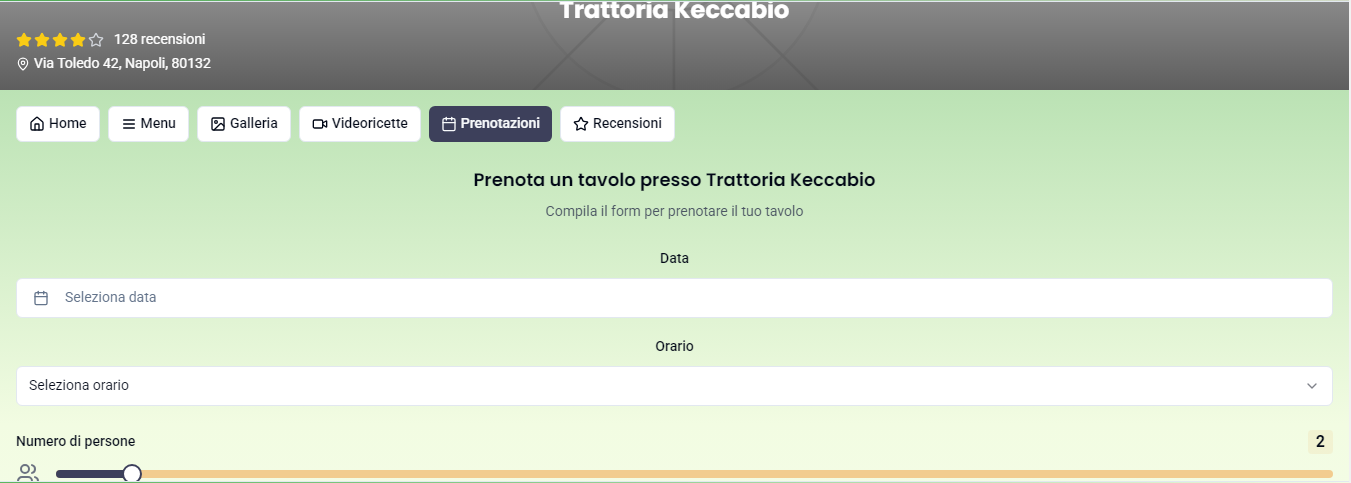 Trattoria Keccabio
128 recensioni
Via Toledo 42, Napoli, 80132
Home Menu Galleria Videoricette Prenotazioni Recensioni
Prenota un tavolo presso Trattoria Keccabio
Compila il form per prenotare il tuo tavolo
Data
Seleziona data
Orario
Seleziona orario
Numero di persone 2